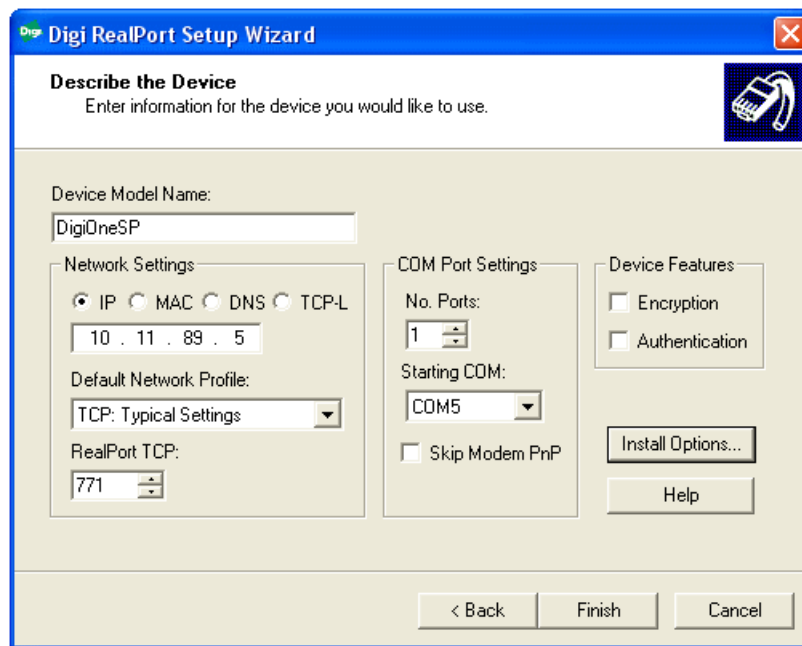 Digi Digi RealPort Setup Wizard
Describe the Device
Enter information for the device you would like to use.
Device Model Name:
DigiOneSP
Network Settings
IP MAC DNS TCP-L
10 . 11 . 89 . 5
Default Network Profile:
TCP: Typical Settings
RealPort TCP:
771
COM Port Settings
No. Ports:
1
Starting COM:
COM5
Skip Modem PnP
Device Features
Encryption
Authentication
Install Options...
Help
< Back Finish Cancel